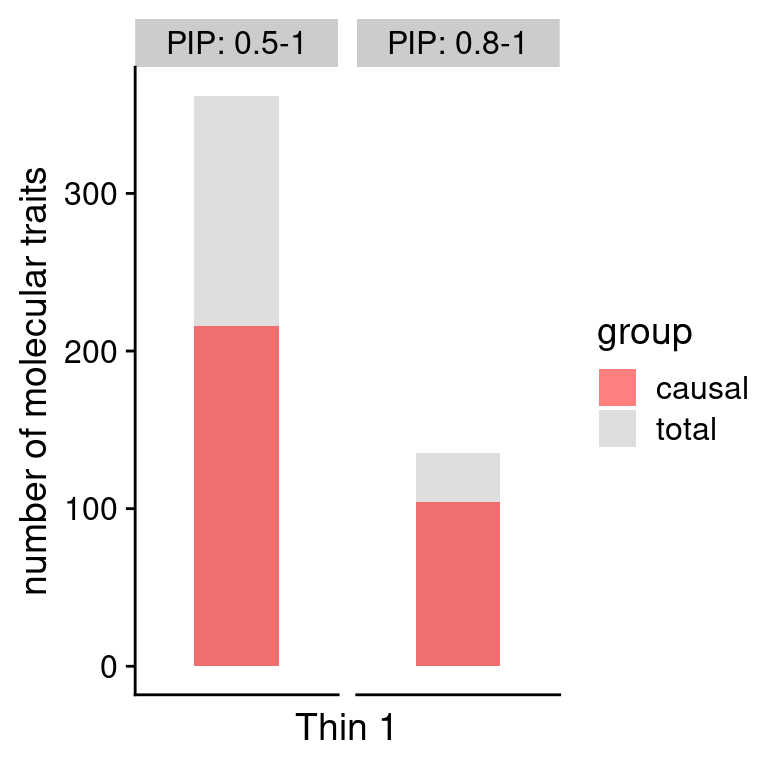 PIP: 0.5-1
PIP: 0.8-1
number of molecular traits
300
200
100
0
Thin 1
group
causal
total